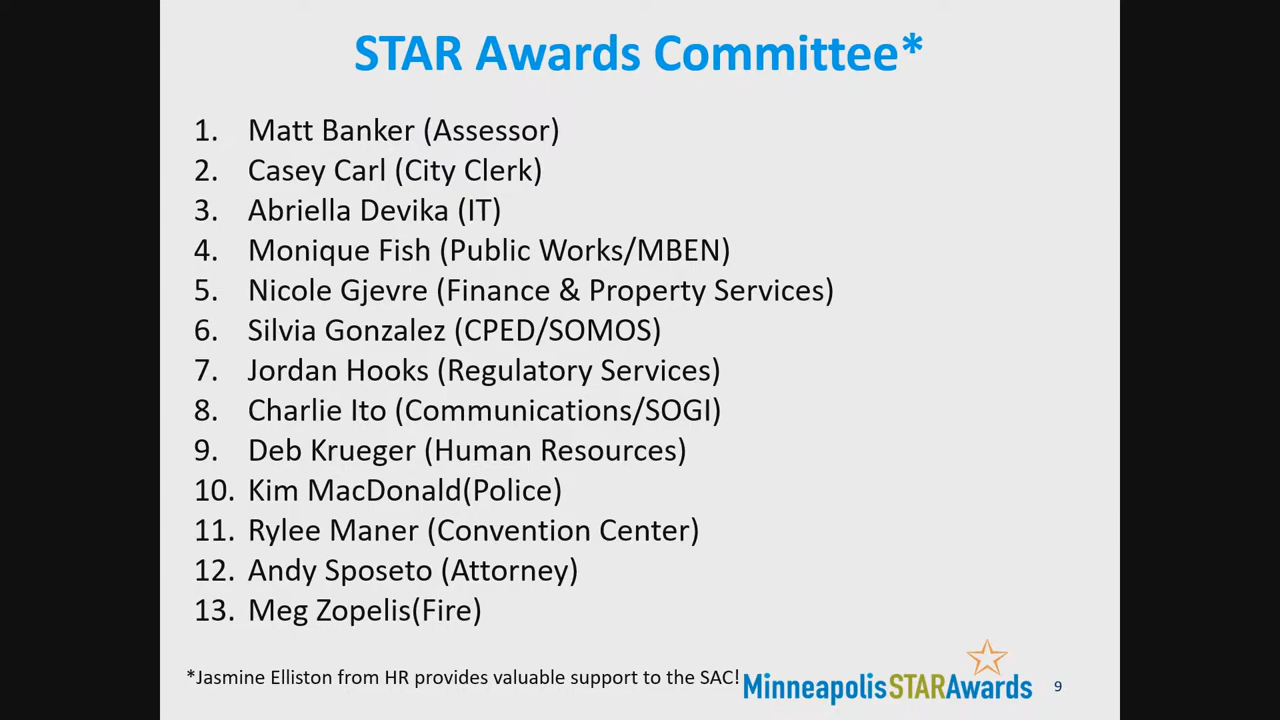 STAR Awards Committee*
1. Matt Banker (Assessor)
2. Casey Carl (City Clerk)
3. Abriella Devika (IT)
4. Monique Fish (Public Works/MBEN)
5. Nicole Gjevre (Finance & Property Services)
6. Silvia Gonzalez (CPED/SOMOS)
7. Jordan Hooks (Regulatory Services)
8. Charlie Ito (Communications/SOGI)
9. Deb Krueger (Human Resources)
10. Kim MacDonald(Police)
11. Rylee Maner (Convention Center)
12. Andy Sposeto (Attorney)
13. Meg Zopelis(Fire)
*Jasmine Elliston from HR provides valuable support to the SAC!
MinneapolisSTARAwards
9